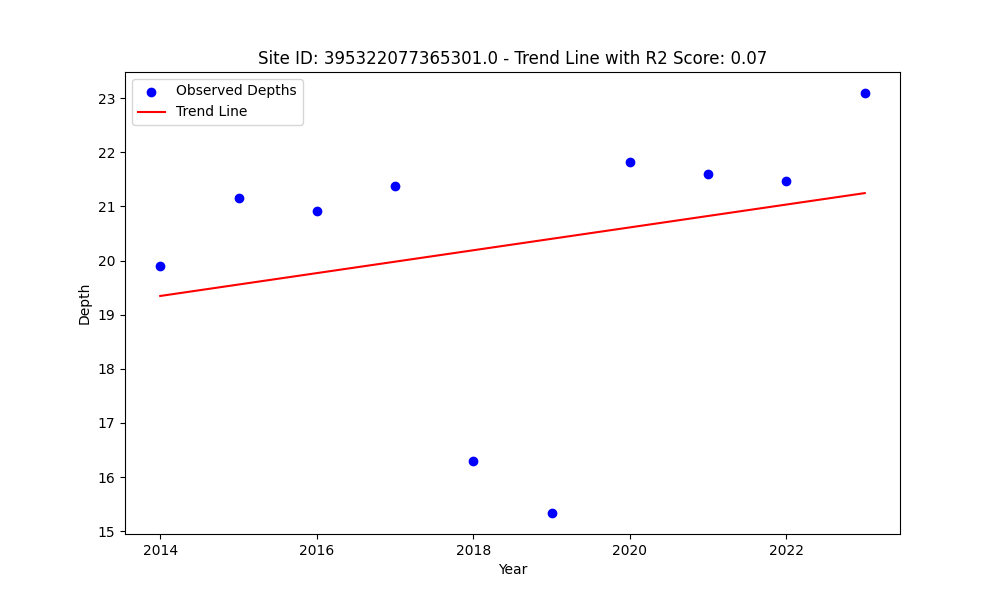 Site ID: 395322077365301.0 - Trend Line with R2 Score: 0.07
Observed Depths
Trend Line
23
22
21
20
19
18
17
16
15
Depth
2014
2016
2018
2020
2022
Year